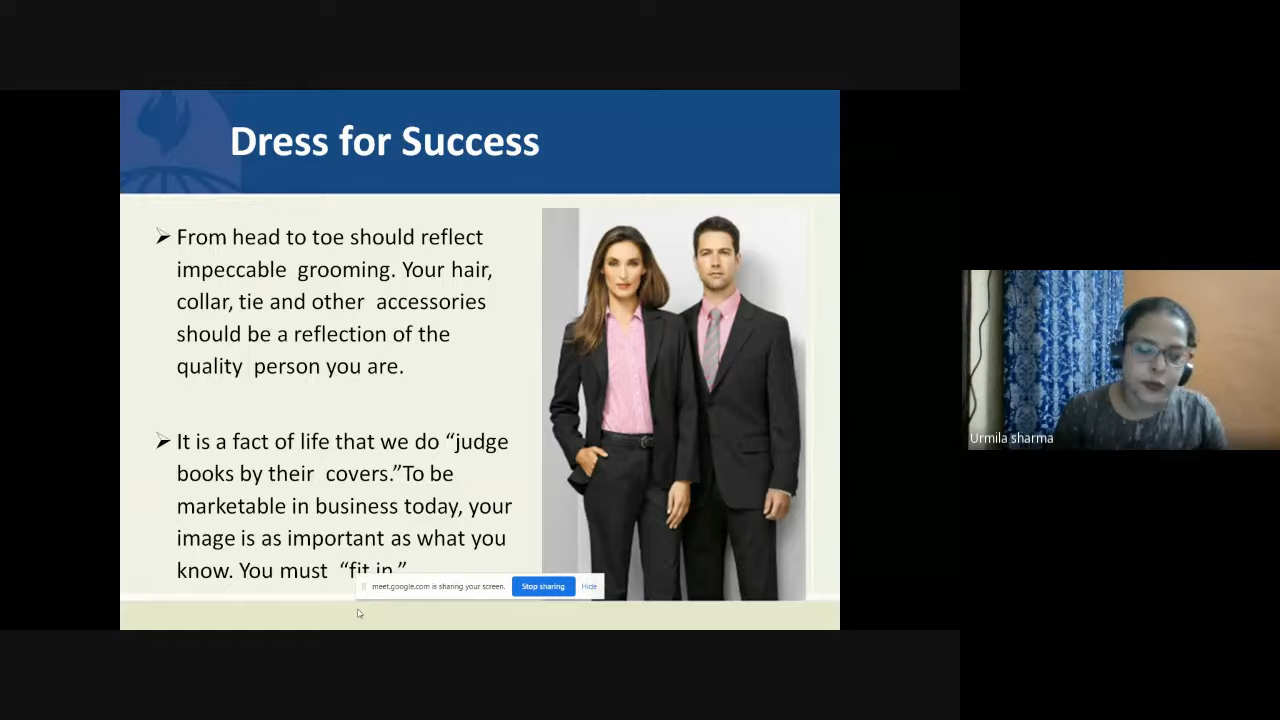 Dress for Success
➢ From head to toe should reflect
impeccable grooming. Your hair,
collar, tie and other accessories
should be a reflection of the
quality person you are.
➢ It is a fact of life that we do “judge
books by their covers.”To be
marketable in business today, your
image is as important as what you
know. You must “fit in.”
meet.google.com is sharing your screen. Stop sharing Hide
Urmila sharma